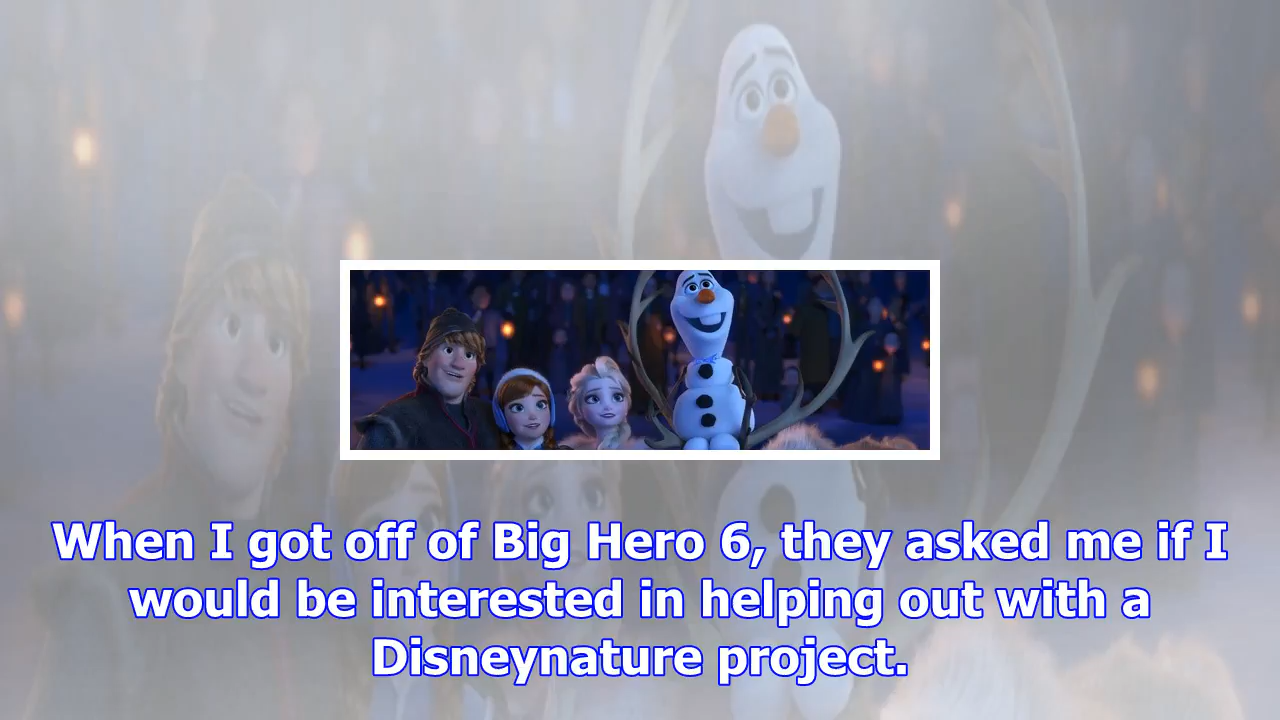 When I got off of Big Hero 6, they asked me if I
would be interested in helping out with a
Disneynature project.